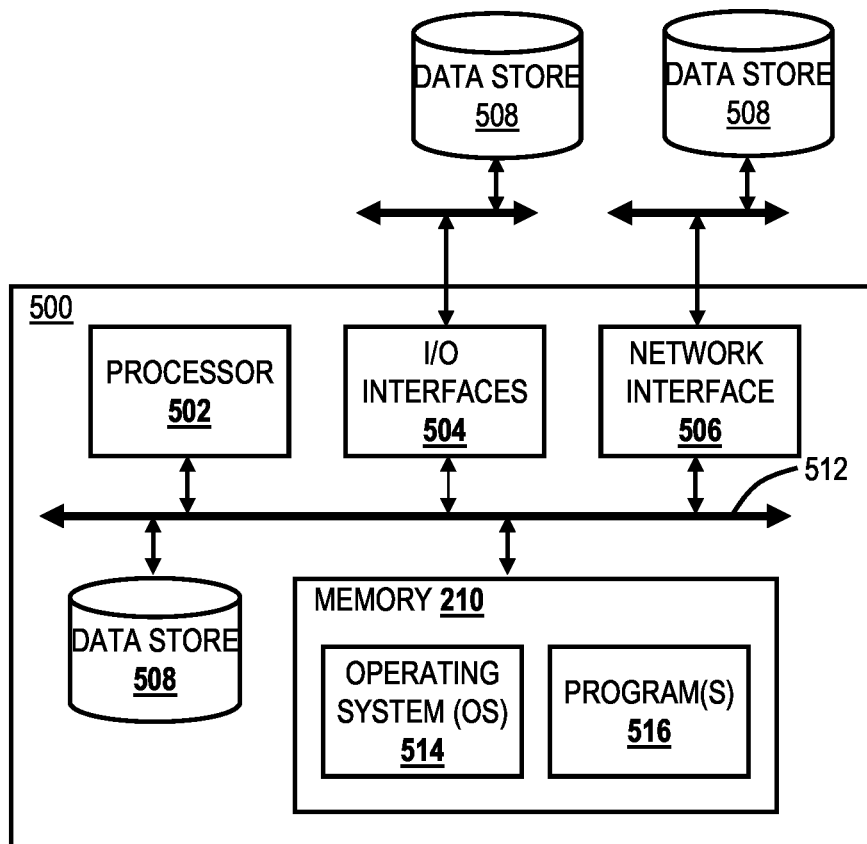 DATA STORE
508
DATA STORE
508
500
PROCESSOR
502
I/O
INTERFACES
504
NETWORK
INTERFACE
506
512
DATA STORE
508
MEMORY 210
OPERATING
SYSTEM (OS)
514
PROGRAM(S)
516